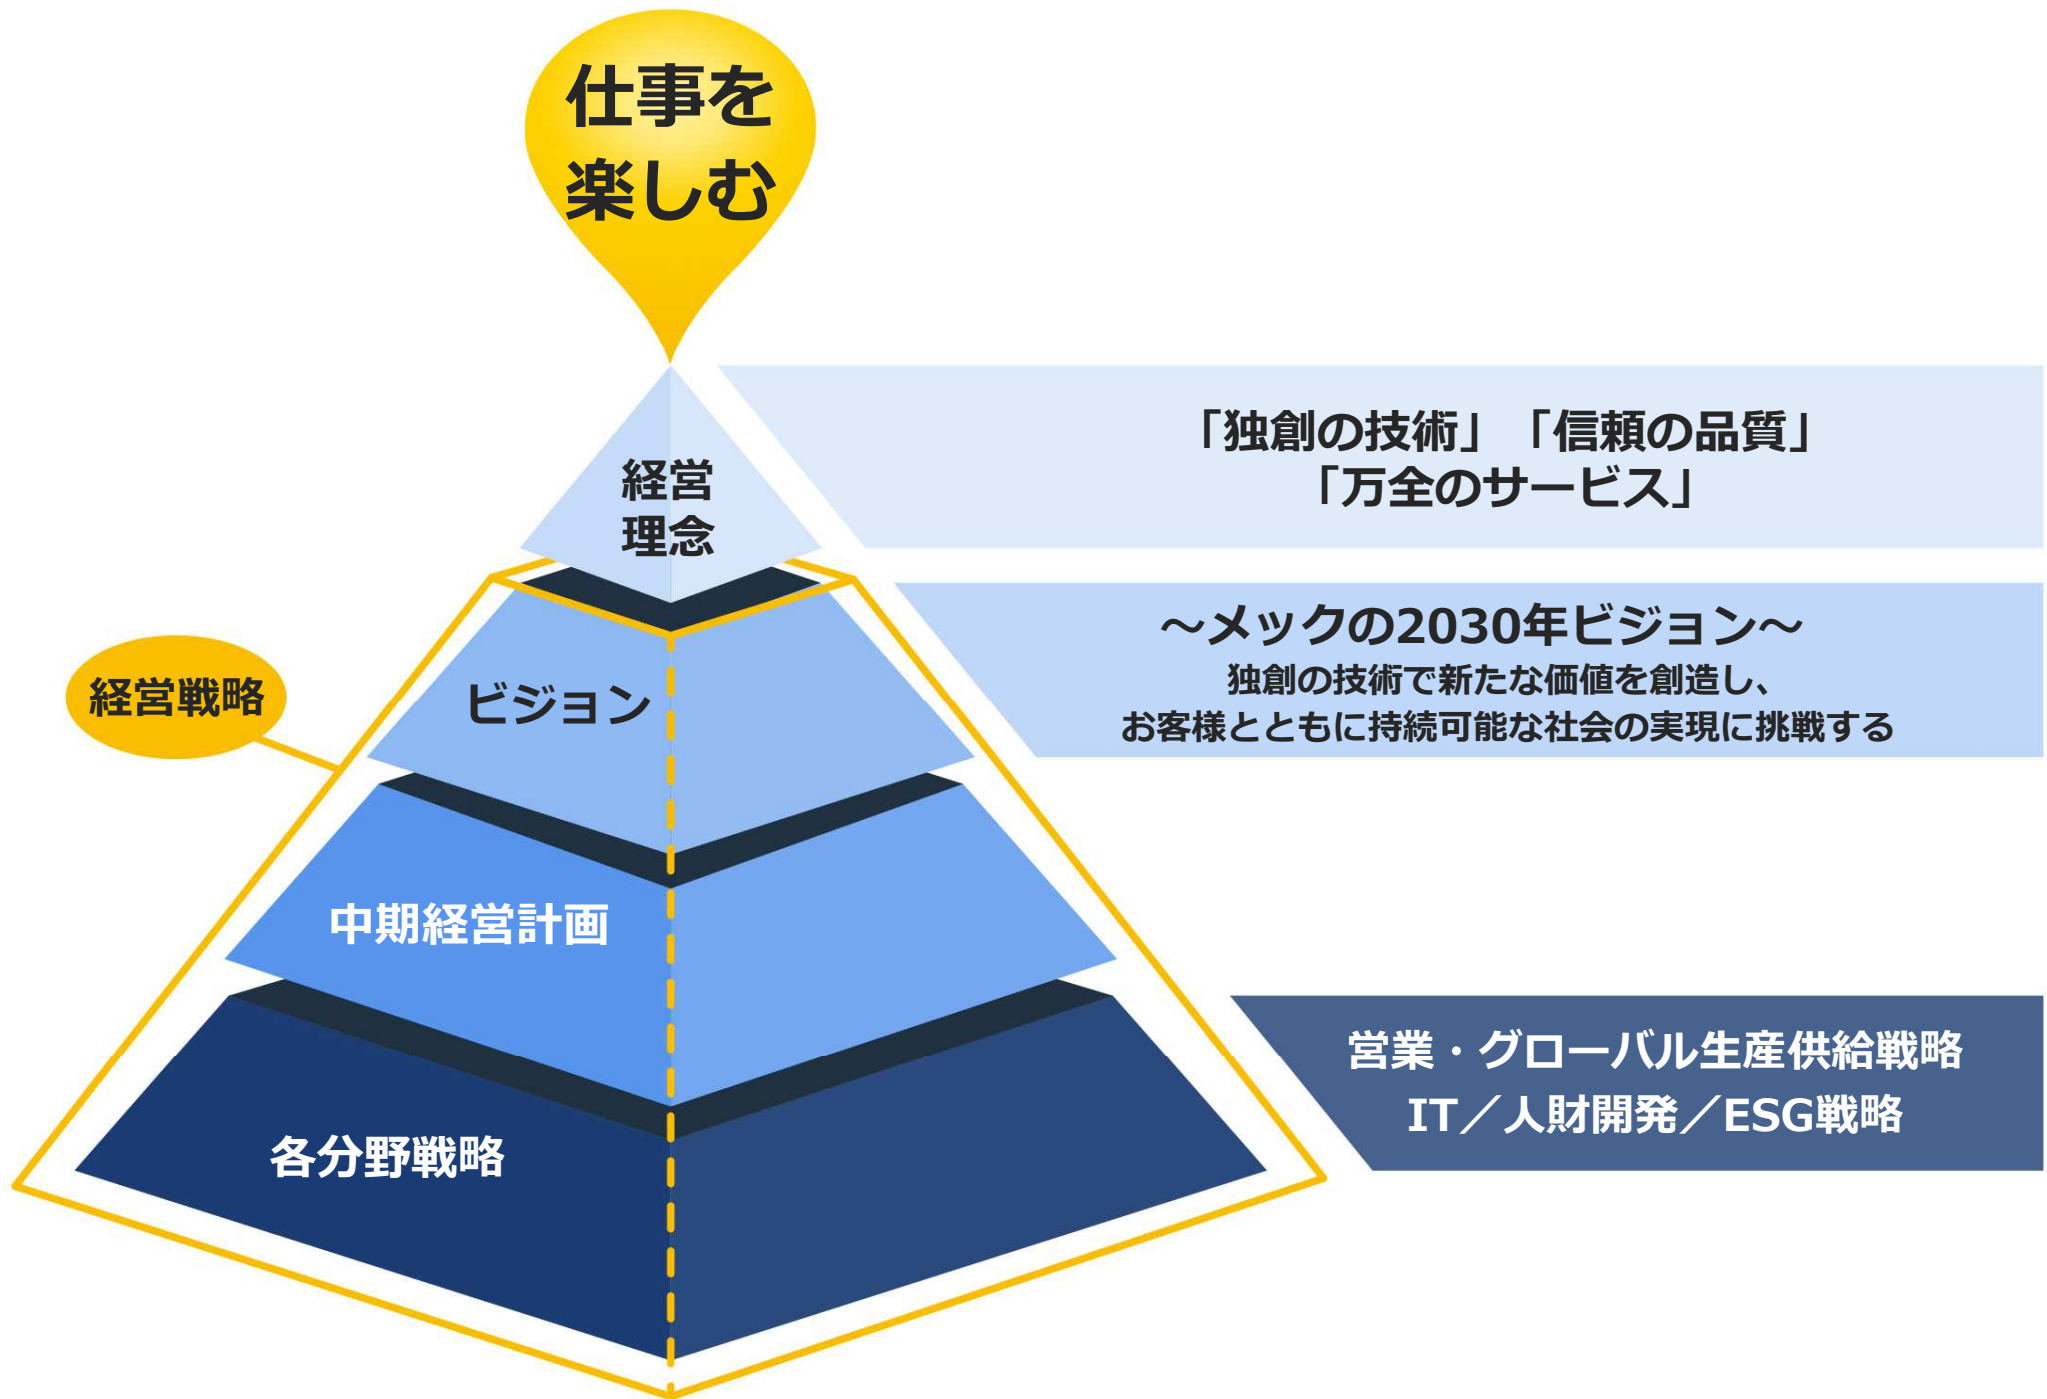 仕事を
楽しむ
経営
理念
「独創の技術」「信頼の品質」
「万全のサービス」
経営戦略
ビジョン
～メックの2030年ビジョン～
独創の技術で新たな価値を創造し、
お客様とともに持続可能な社会の実現に挑戦する
中期経営計画
各分野戦略
営業・グローバル生産供給戦略
IT／人財開発／ESG戦略